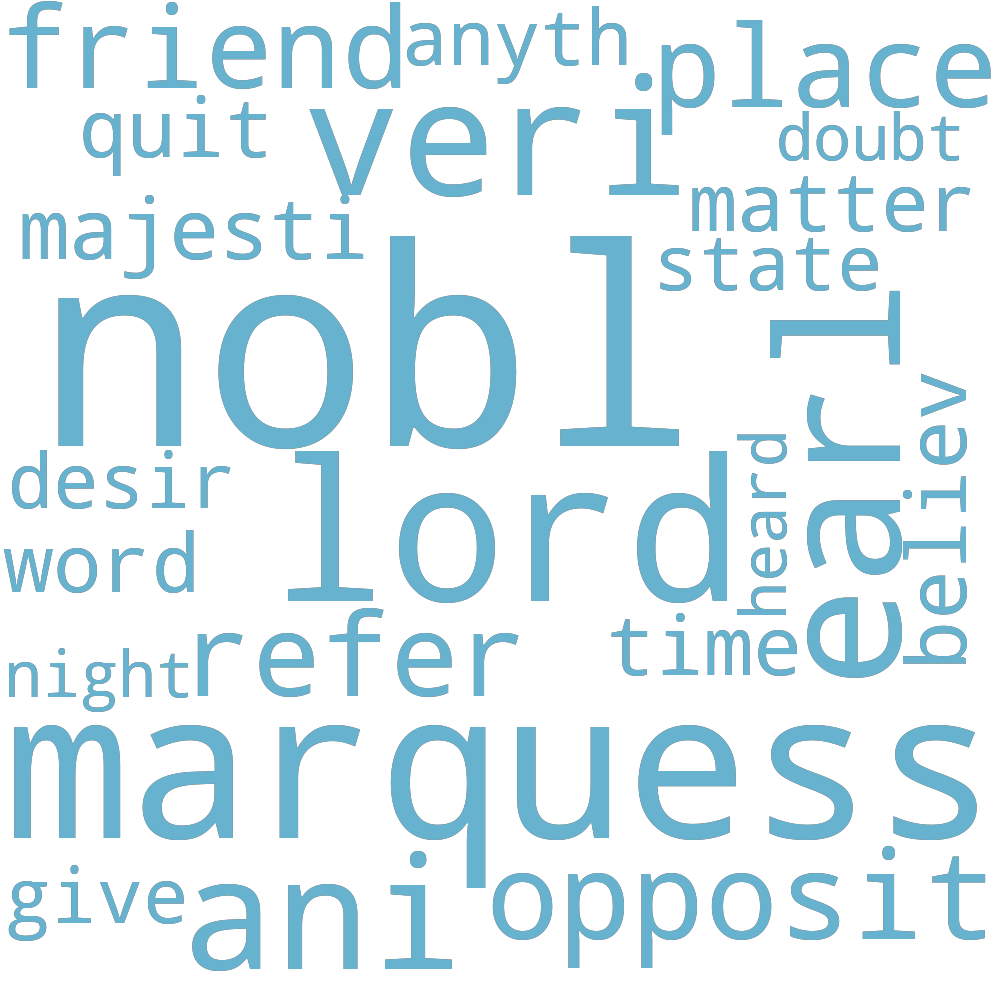 friend
anyth
place
quit
veri
doubt
majesti
matter
state
nobl
earl
believ
desir
lord
heard
word
refer
time
night
marquess
give
ani
opposit